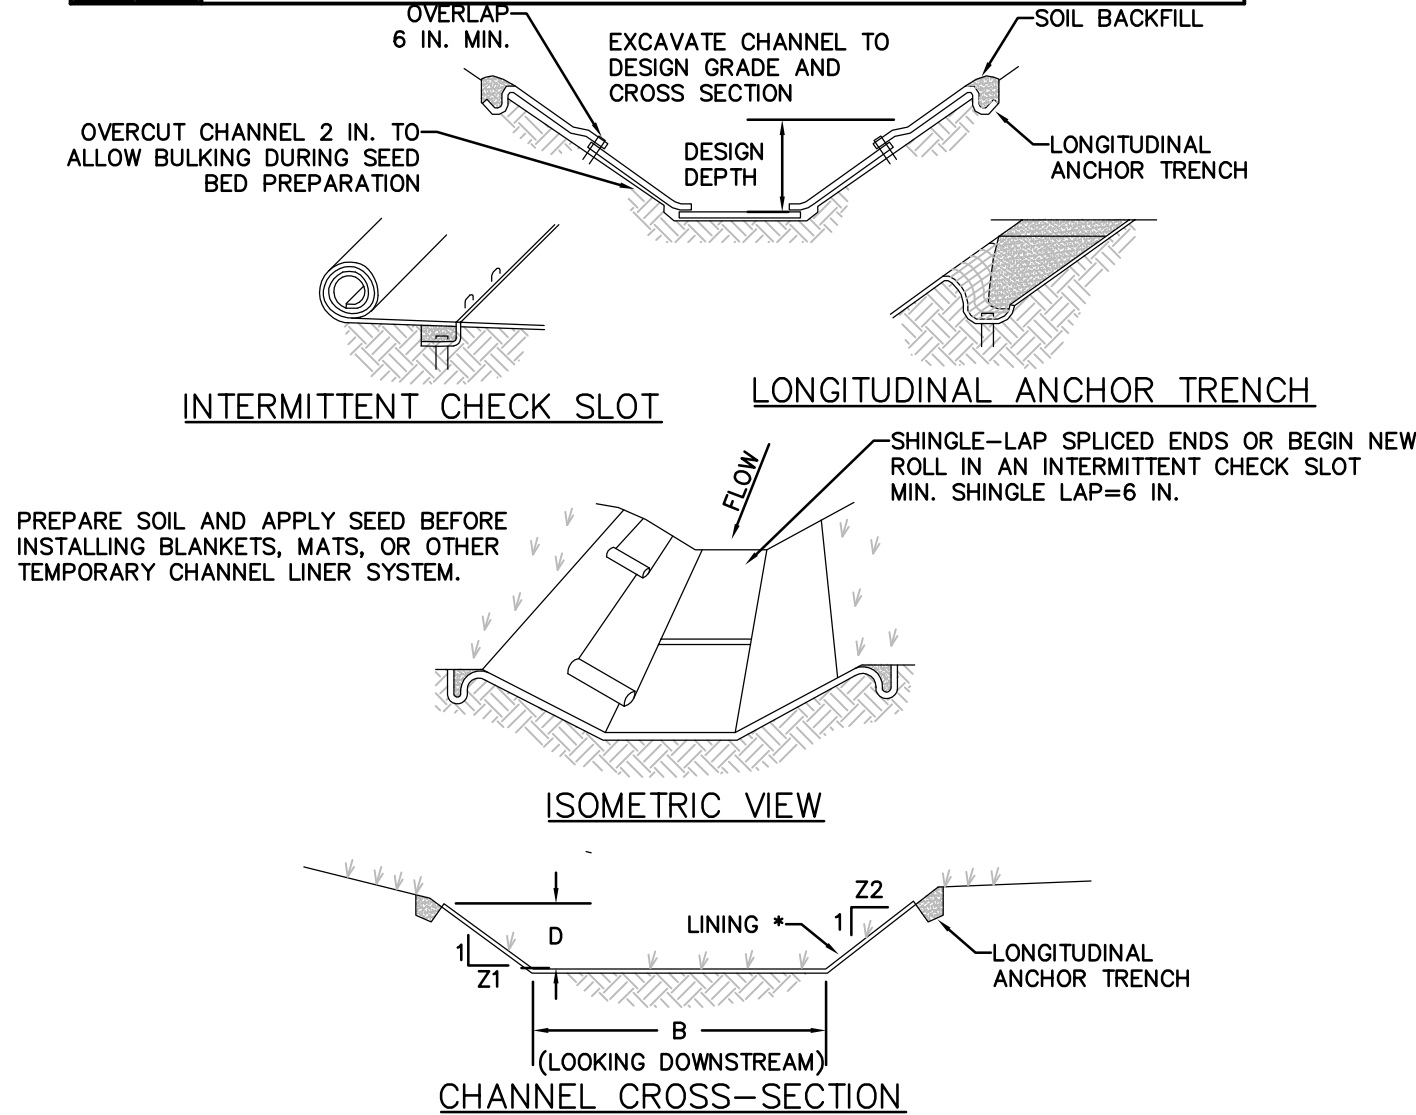 OVERLAP
6 IN. MIN.
EXCAVATE CHANNEL TO
DESIGN GRADE AND
CROSS SECTION
SOIL BACKFILL
OVERCUT CHANNEL 2 IN. TO
ALLOW BULKING DURING SEED
BED PREPARATION
DESIGN
DEPTH
LONGITUDINAL
ANCHOR TRENCH
INTERMITTENT CHECK SLOT
LONGITUDINAL ANCHOR TRENCH
FLOW
SHINGLE-LAP SPLICED ENDS OR BEGIN NEW
ROLL IN AN INTERMITTENT CHECK SLOT
MIN. SHINGLE LAP=6 IN.
PREPARE SOIL AND APPLY SEED BEFORE
INSTALLING BLANKETS, MATS, OR OTHER
TEMPORARY CHANNEL LINER SYSTEM.
ISOMETRIC VIEW
1
Z1
D
LINING *
Z2
1
LONGITUDINAL
ANCHOR TRENCH
B
(LOOKING DOWNSTREAM)
CHANNEL CROSS-SECTION